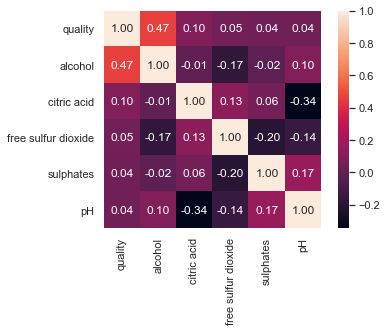 quality 1.00 0.47 0.10 0.05 0.04 0.04
alcohol 0.47 1.00 -0.01 -0.17 -0.02 0.10
citric acid 0.10 -0.01 1.00 0.13 0.06 -0.34
free sulfur dioxide 0.05 -0.17 0.13 1.00 -0.20 -0.14
sulphates 0.04 -0.02 0.06 -0.20 1.00 0.17
pH 0.04 0.10 -0.34 -0.14 0.17 1.00
quality
alcohol
citric acid
free sulfur dioxide
sulphates
pH
1.0
0.8
0.6
0.4
0.2
0.0
−0.2